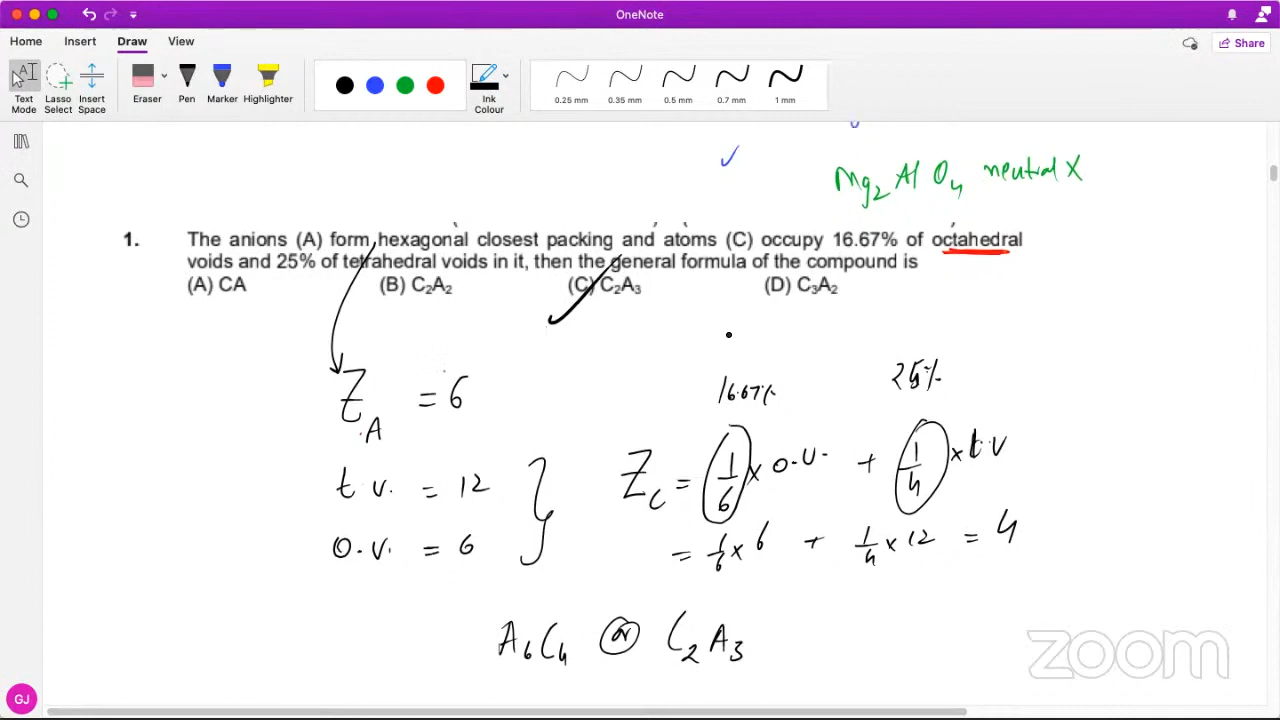 OneNote
Home Insert Draw View
Share
Text Mode
Lasso Select
Insert Space
Eraser
Pen
Marker
Highlighter
Ink Colour
0.25 mm 0.35 mm 0.5 mm 0.7 mm 1 mm
Mg₂ Al O₄ neutral X
1. The anions (A) form hexagonal closest packing and atoms (C) occupy 16.67% of octahedral
voids and 25% of tetrahedral voids in it, then the general formula of the compound is
(A) CA (B) C₂A₂ (C) C₂A₃ (D) C₃A₂
16.67% 25%
Z_A = 6
Z_C = 1/6 × o.v. + 1/4 × t.v
t.v. = 12
o.v. = 6
= 1/6 × 6 + 1/4 × 12 = 4
A₆C₄ or C₂A₃
zoom
GJ